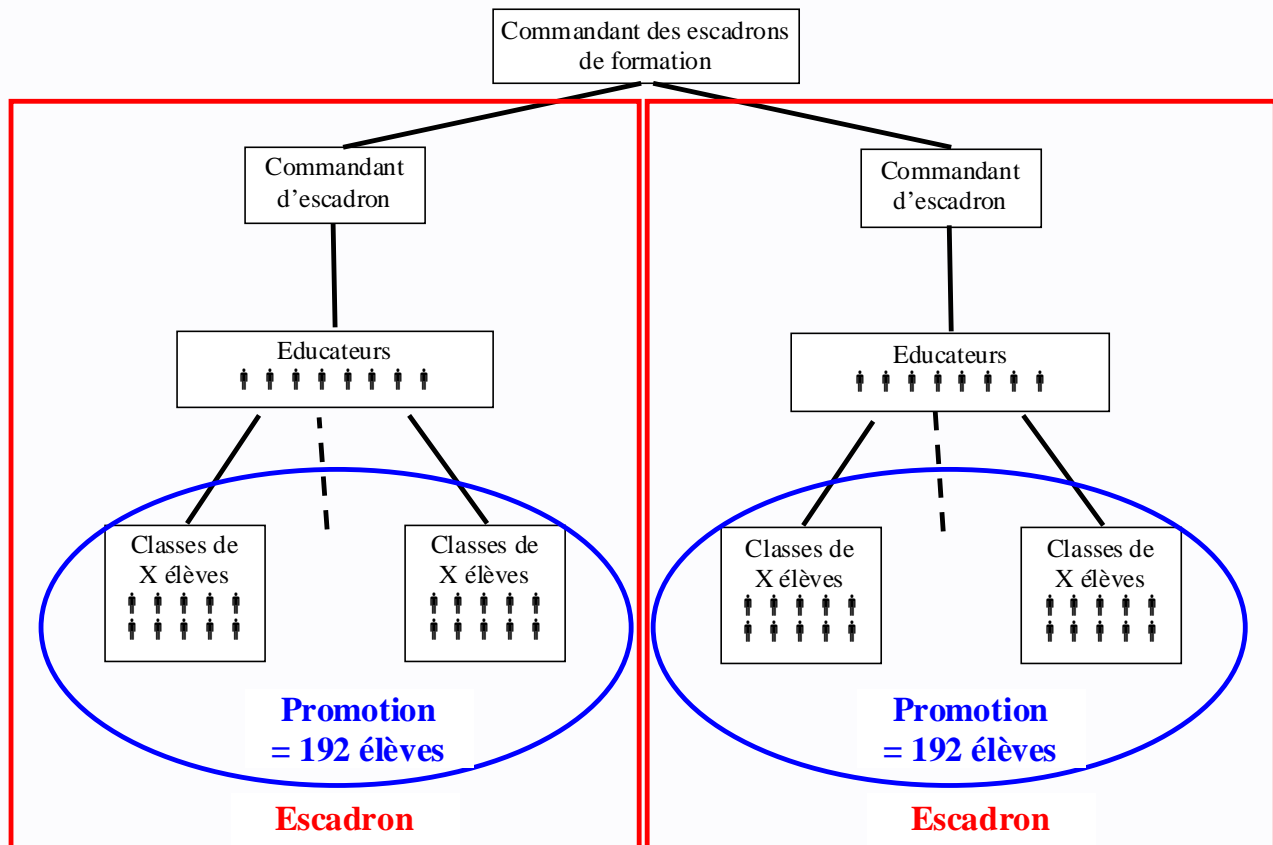 Commandant des escadrons
de formation
Commandant
d’escadron
Commandant
d’escadron
Educateurs
Educateurs
Classes de
X élèves
Classes de
X élèves
Classes de
X élèves
Classes de
X élèves
Promotion
= 192 élèves
Promotion
= 192 élèves
Escadron
Escadron